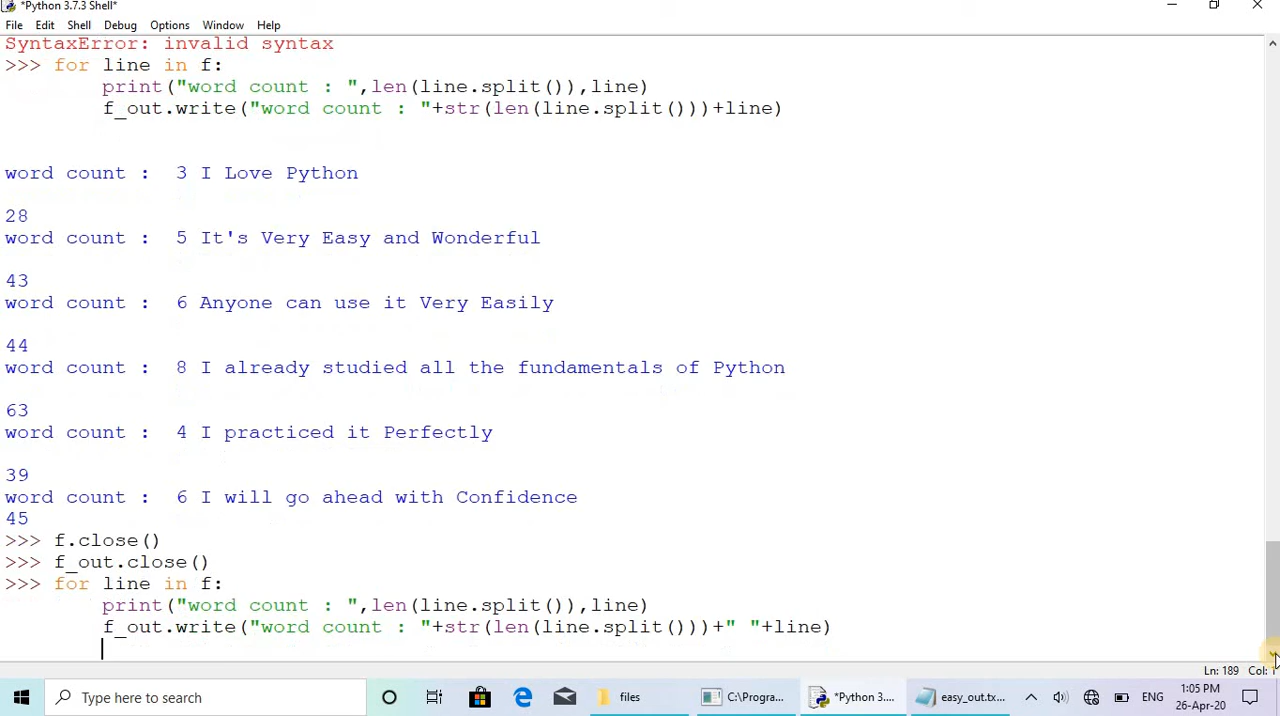 *Python 3.7.3 Shell*
File Edit Shell Debug Options Window Help
SyntaxError: invalid syntax
>>> for line in f:
        print("word count : ",len(line.split()),line)
        f_out.write("word count : "+str(len(line.split()))+line)
word count :  3 I Love Python
28
word count :  5 It's Very Easy and Wonderful
43
word count :  6 Anyone can use it Very Easily
44
word count :  8 I already studied all the fundamentals of Python
63
word count :  4 I practiced it Perfectly
39
word count :  6 I will go ahead with Confidence
45
>>> f.close()
>>> f_out.close()
>>> for line in f:
        print("word count : ",len(line.split()),line)
        f_out.write("word count : "+str(len(line.split()))+" "+line)
Ln: 189 Col:
Type here to search files C:\Progra... *Python 3.... easy_out.tx... ENG 1:05 PM
26-Apr-20